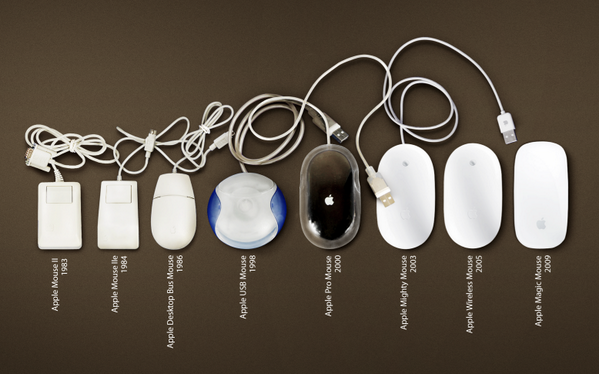 Apple Mouse II
1983
Apple Mouse IIe
1984
Apple Desktop Bus Mouse
1986
Apple USB Mouse
1998
Apple Pro Mouse
2000
Apple Mighty Mouse
2003
Apple Wireless Mouse
2005
Apple Magic Mouse
2009